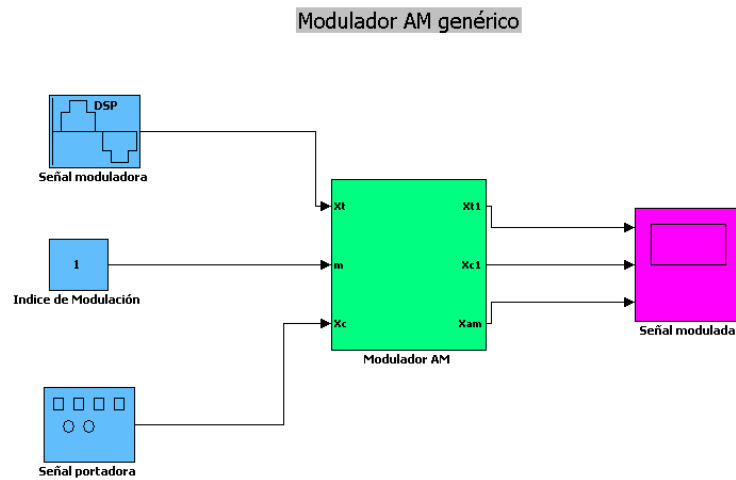 Modulador AM genérico
DSP
Señal moduladora
Xt
Xt1
1
Indice de Modulación
m
Xc1
Xc
Xam
Modulador AM
Señal modulada
Señal portadora